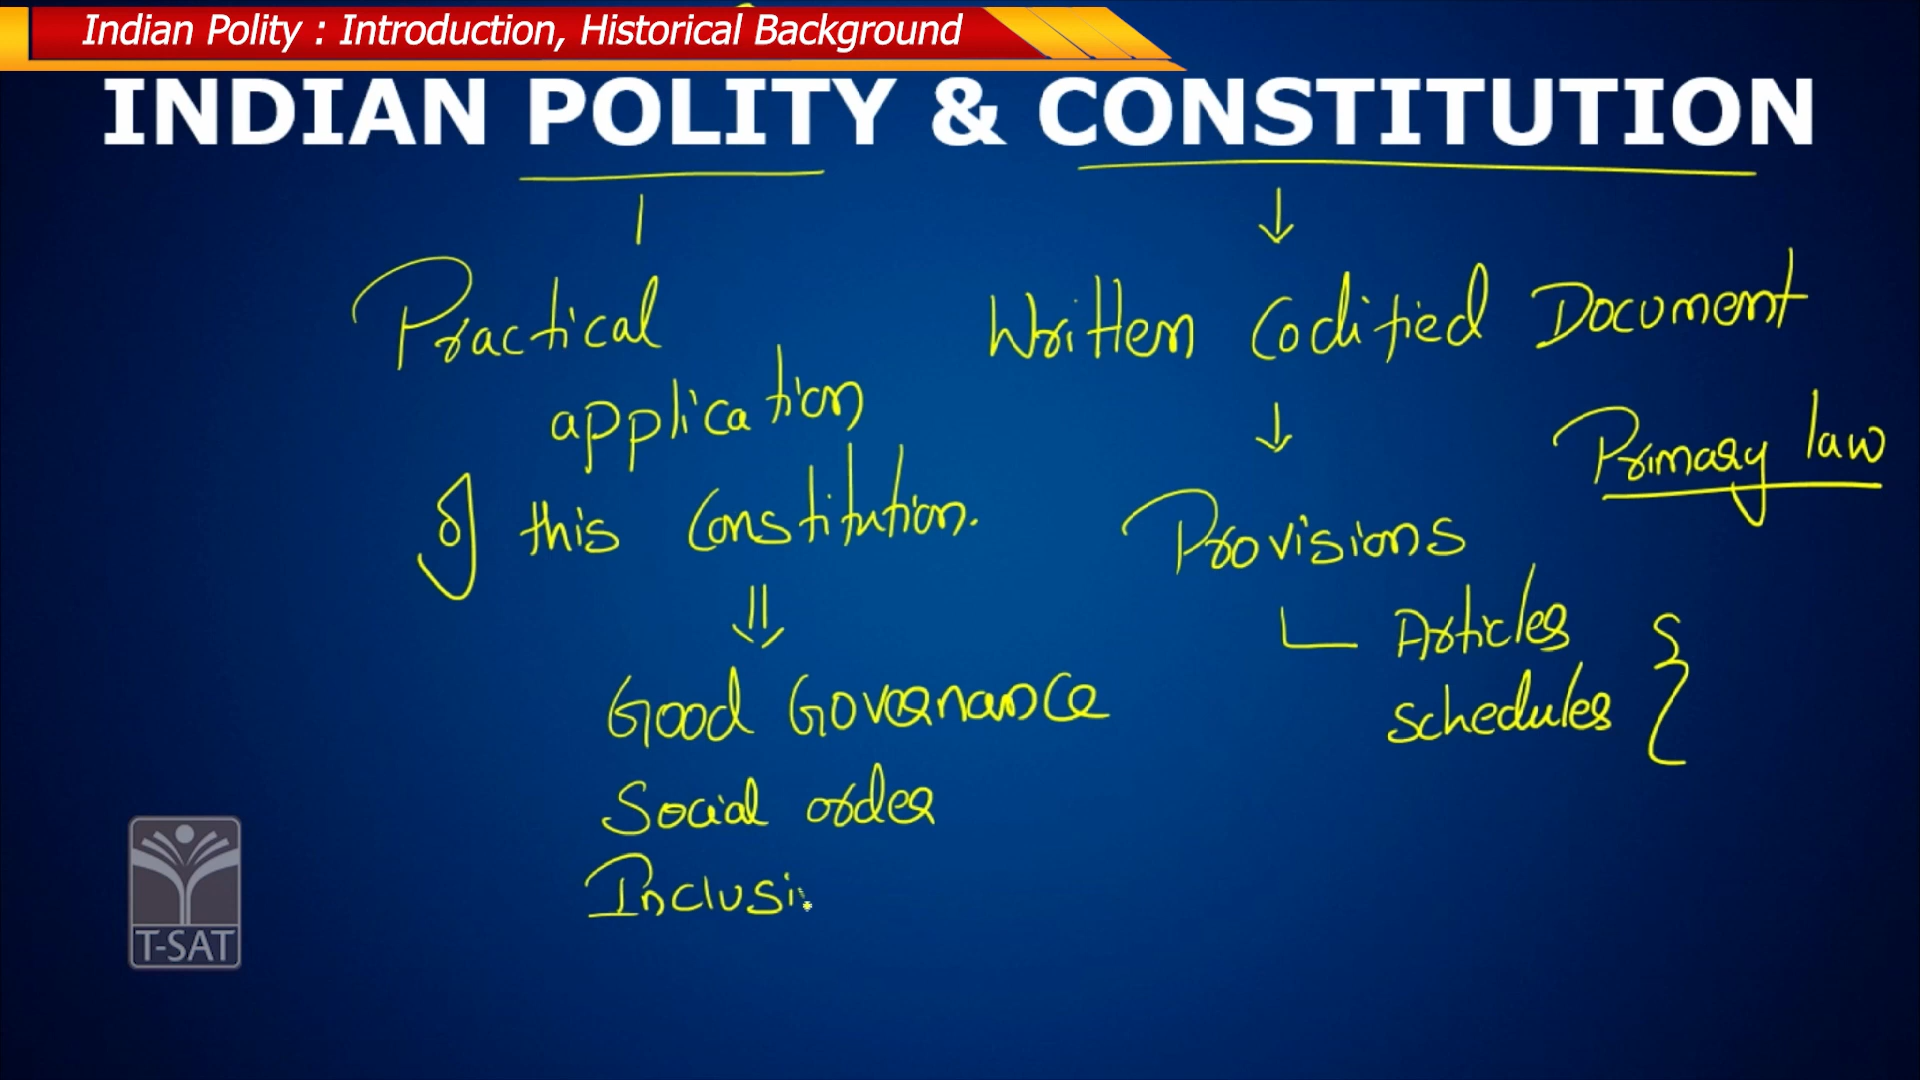 Indian Polity : Introduction, Historical Background
INDIAN POLITY & CONSTITUTION
Practical
application
of this Constitution.
Good Governance
Social order
Inclusi
Written Codified Document
Primary law
Provisions
Articles
schedules
T-SAT